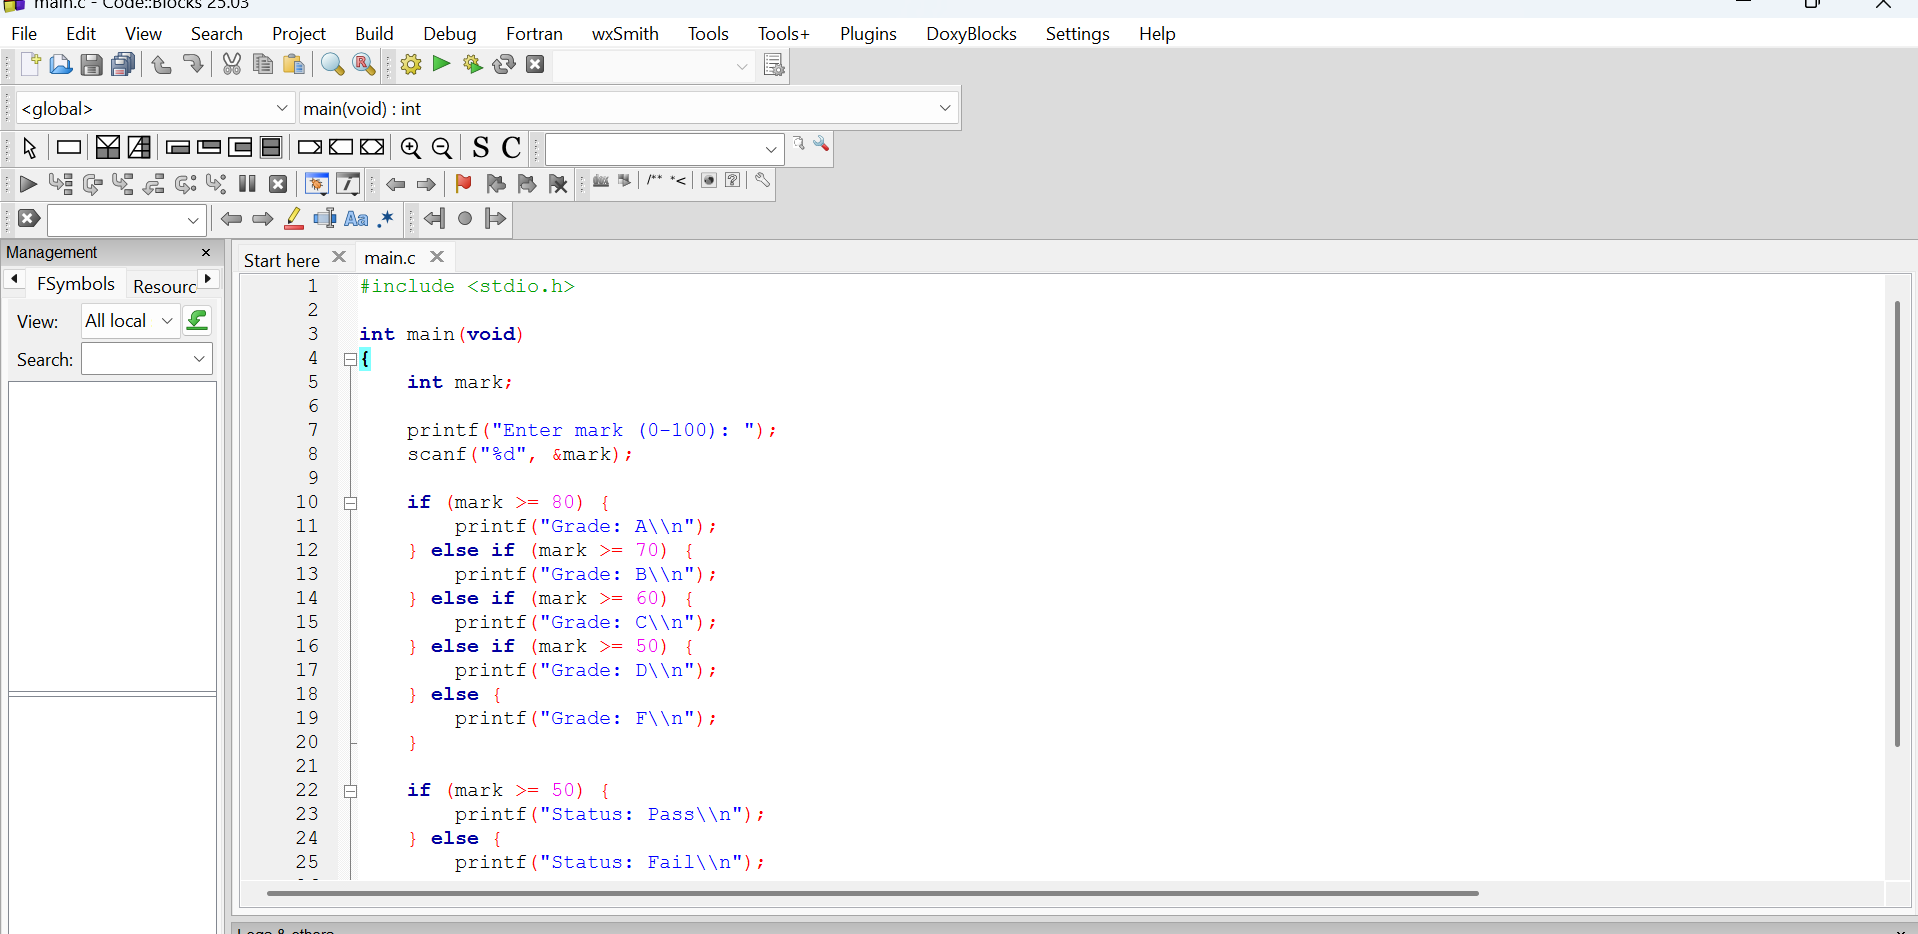 main.c - Code::Blocks 25.03
File Edit View Search Project Build Debug Fortran wxSmith Tools Tools+ Plugins DoxyBlocks Settings Help
<global> main(void) : int
S C
/** *<
Aa .*
Management
Start here main.c
FSymbols Resourc
View: All local
Search:
1 #include <stdio.h>
2
3 int main(void)
4 {
5 int mark;
6
7 printf("Enter mark (0-100): ");
8 scanf("%d", &mark);
9
10 if (mark >= 80) {
11 printf("Grade: A\\n");
12 } else if (mark >= 70) {
13 printf("Grade: B\\n");
14 } else if (mark >= 60) {
15 printf("Grade: C\\n");
16 } else if (mark >= 50) {
17 printf("Grade: D\\n");
18 } else {
19 printf("Grade: F\\n");
20 }
21
22 if (mark >= 50) {
23 printf("Status: Pass\\n");
24 } else {
25 printf("Status: Fail\\n");
Logs & others